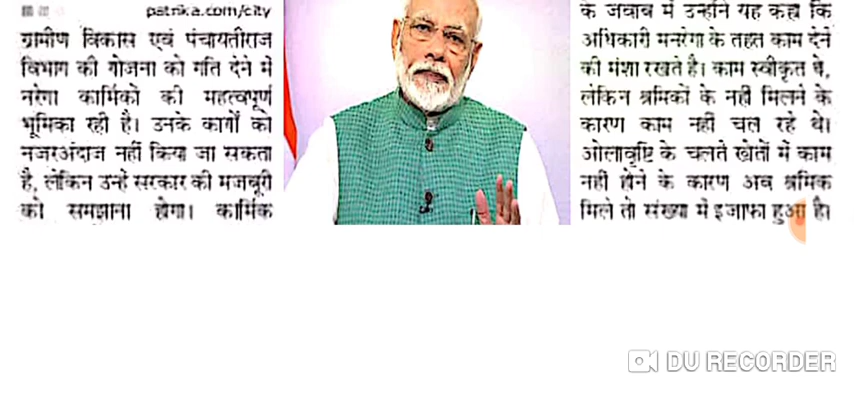 patrika.com/city
ग्रामीण विकास एवं पंचायतीराज
विभाग की योजना को गति देने में
नरेगा कार्मिकों की महत्वपूर्ण
भूमिका रही है। उनके कार्यों को
नजरअंदाज नहीं किया जा सकता
है, लेकिन उन्हें सरकार की मजबूरी
को समझाना होगा। कार्मिक
के जवाब में उन्होंने यह कहा कि
अधिकारी मनरेगा के तहत काम देने
की मंशा रखते है। काम स्वीकृत थे,
लेकिन श्रमिकों के नहीं मिलने के
कारण काम नहीं चल रहे थे।
ओलावृष्टि के चलते खेतों में काम
नहीं होने के कारण अब श्रमिक
मिले तो संख्या में इजाफा हुआ है।
DU RECORDER